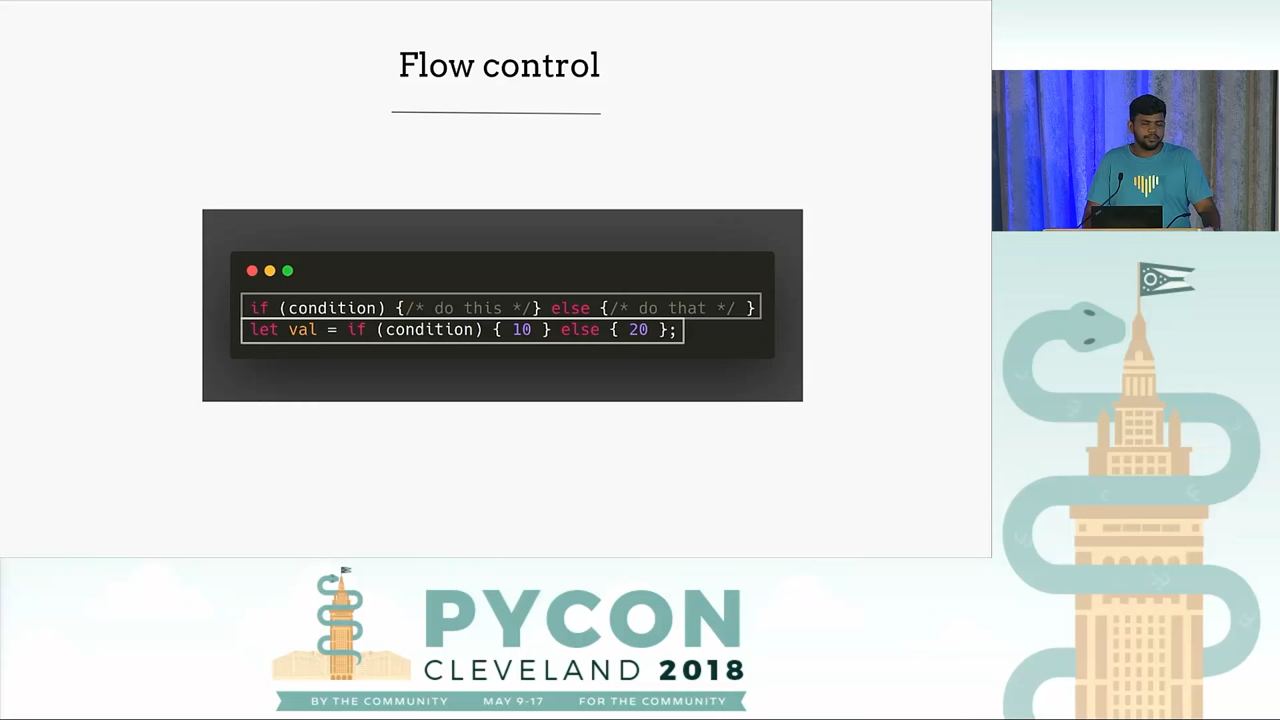 Flow control
if (condition) {/* do this */} else {/* do that */ }
let val = if (condition) { 10 } else { 20 };
PYCON
CLEVELAND 2018
BY THE COMMUNITY MAY 9-17 FOR THE COMMUNITY